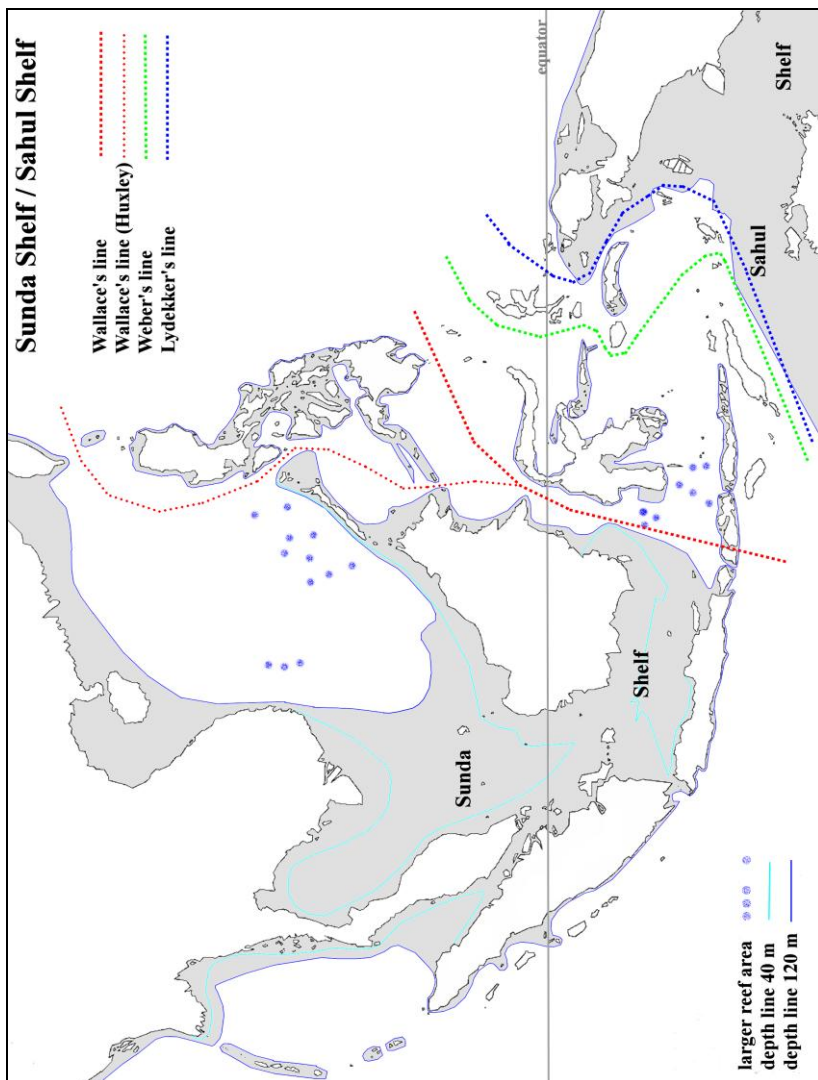 Sunda Shelf / Sahul Shelf
Wallace's line
Wallace's line (Huxley)
Weber's line
Lydekker's line
equator
Sunda
Shelf
Sahul
Shelf
larger reef area
depth line 40 m
depth line 120 m